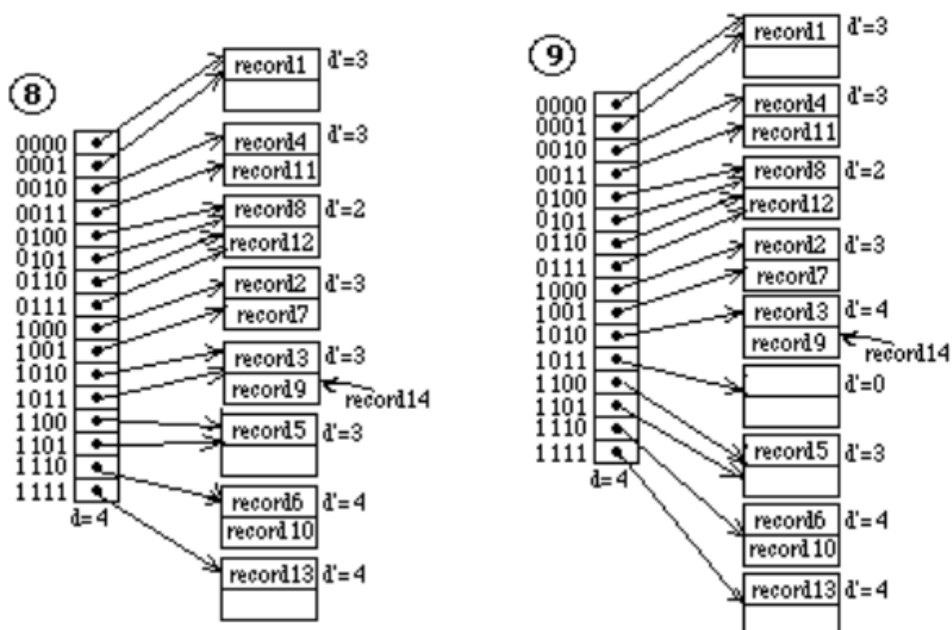 8
0000
0001
0010
0011
0100
0101
0110
0111
1000
1001
1010
1011
1100
1101
1110
1111
d=4
record1 d'=3
record4 d'=3
record11
record8 d'=2
record12
record2 d'=3
record7
record3 d'=3
record9
record14
record5
d'=3
record6 d'=4
record10
record13 d'=4
9
0000
0001
0010
0011
0100
0101
0110
0111
1000
1001
1010
1011
1100
1101
1110
1111
d=4
record1 d'=3
record4 d'=3
record11
record8 d'=2
record12
record2 d'=3
record7
record3 d'=4
record9
record14
d'=0
record5 d'=3
record6 d'=4
record10
record13 d'=4